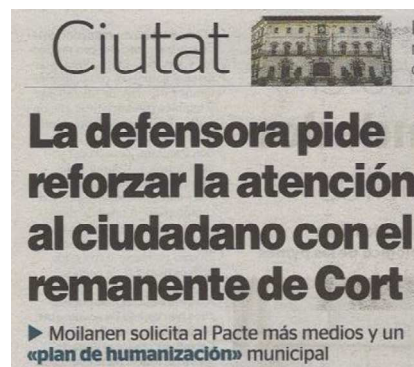 Ciutat
La defensora pide
reforzar la atención
al ciudadano con el
remanente de Cort
▶ Moilanen solicita al Pacte más medios y un
«plan de humanización» municipal